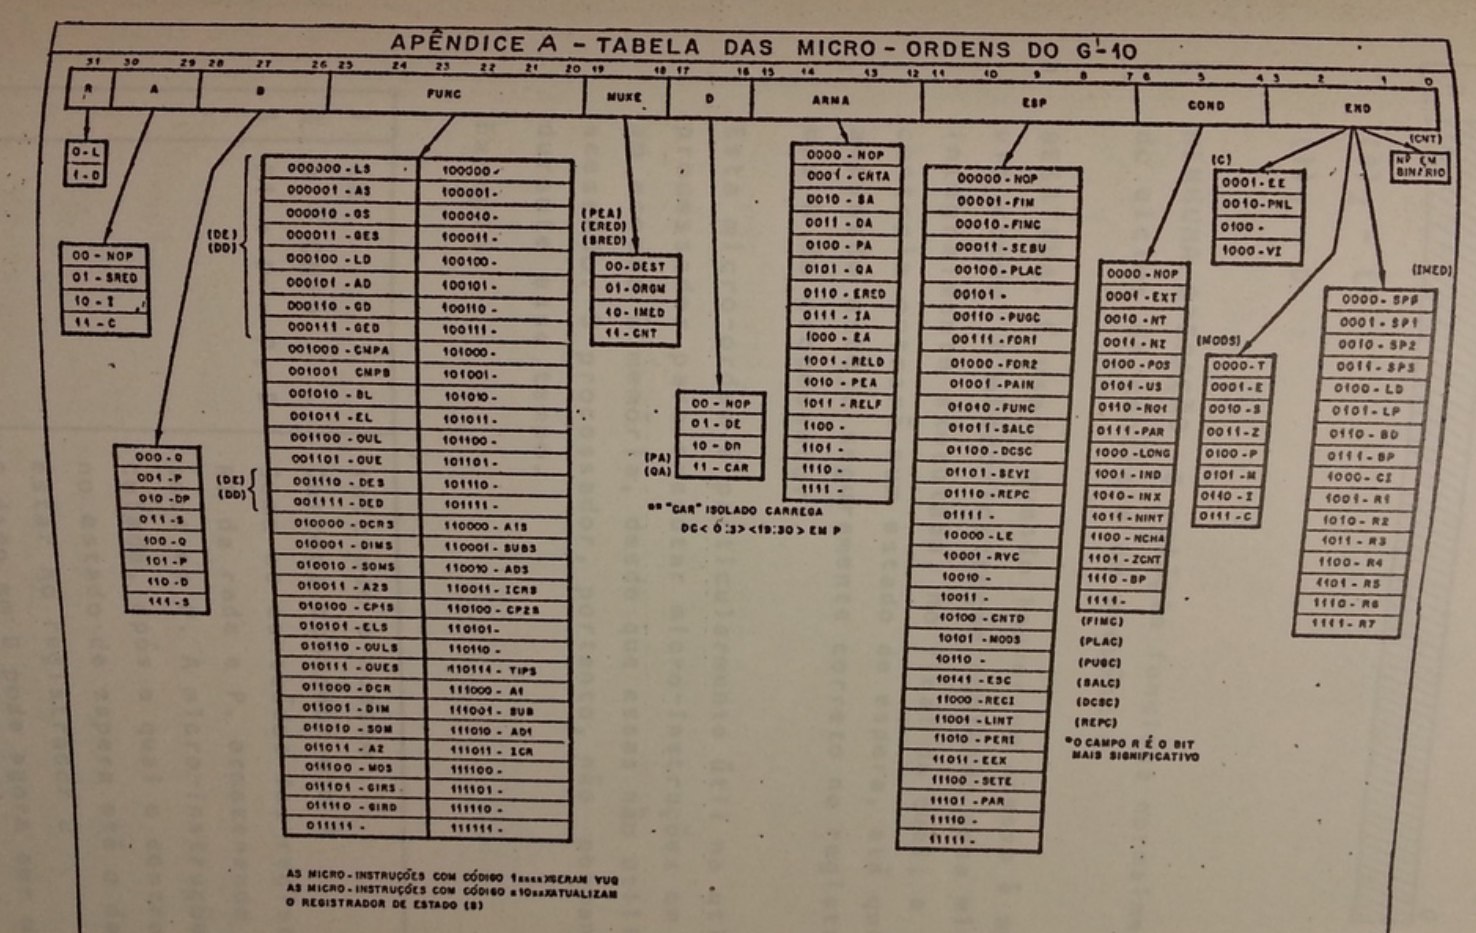 APÊNDICE A - TABELA DAS MICRO-ORDENS DO G-10
31 30 29 28 27 26 25 24 23 22 21 20 19 18 17 16 15 14 13 12 11 10 9 8 7 6 5 4 3 2 1 0
R A B FUNC MUXE D ARMA ESP COND END
0-L
1-D
00 - NOP
01 - SRED
10 - I
11 - C
000-Q
001-P
010-DP
011-S
100-Q
101-P
110-D
111-S
(DE)
(DD)
(DE)
(DD)
000000-LS 100000-
000001-AS 100001-
000010-GS 100010-
000011-GES 100011-
000100-LD 100100-
000101-AD 100101-
000110-GD 100110-
000111-GED 100111-
001000-CMPA 101000-
001001 CMPB 101001-
001010-BL 101010-
001011-EL 101011-
001100-OUL 101100-
001101-OUE 101101-
001110-DES 101110-
001111-DED 101111-
010000-DCRS 110000-A1S
010001-DIMS 110001-SUBS
010010-SOMS 110010-ADS
010011-A2S 110011-ICRS
010100-CP1S 110100-CP2S
010101-ELS 110101-
010110-OULS 110110-
010111-OUES 110111-TIPS
011000-DCR 111000-A1
011001-DIM 111001-SUB
011010-SOM 111010-AD1
011011-A2 111011-ICR
011100-MOS 111100-
011101-GIRS 111101-
011110-GIRD 111110-
011111- 111111-
AS MICRO-INSTRUÇÕES COM CÓDIGO GERAM VUG
AS MICRO-INSTRUÇÕES COM CÓDIGO ATUALIZAM
O REGISTRADOR DE ESTADO (S)
(PEA)
(ERED)
(SRED)
00-DEST
01-ORGM
10-IMED
11-CNT
(PA)
(QA)
00 - NOP
01 - DE
10 - DD
11 - CAR
** "CAR" ISOLADO CARREGA
DG< 0:3><19:30> EM P
0000 - NOP
0001 - CNTA
0010 - SA
0011 - DA
0100 - PA
0101 - QA
0110 - ERED
0111 - IA
1000 - EA
1001 - RELD
1010 - PEA
1011 - RELP
1100 -
1101 -
1110 -
1111 -
00000-NOP
00001-FIM
00010-FIMC
00011-SEBU
00100-PLAC
00101-
00110-PUGC
00111-FOR1
01000-FOR2
01001-PAIN
01010-FUNC
01011-SALC
01100-DCSC
01101-SEVI
01110-REPC
01111-
10000-LE
10001-RVC
10010-
10011-
10100-CNTD
10101-MODS
10110-
10111-ESC
11000-RECI
11001-LINT
11010-PERI
11011-EEX
11100-SETE
11101-PAR
11110-
11111-
0000-NOP
0001-EXT
0010-NT
0011-NZ
0100-POS
0101-US
0110-NQ1
0111-PAR
1000-LONG
1001-IND
1010-INX
1011-NINT
1100-NCHA
1101-ZCNT
1110-BP
1111-
(FIMC)
(PLAC)
(PUGC)
(SALC)
(DCSC)
(REPC)
*O CAMPO R É O BIT
MAIS SIGNIFICATIVO
(C)
0001-EE
0010-PNL
0100-
1000-VI
(MODS)
0000-T
0001-E
0010-S
0011-Z
0100-P
0101-M
0110-I
0111-C
(CNT)
Nº EM
BINÁRIO
(IMED)
0000-SP0
0001-SP1
0010-SP2
0011-SP3
0100-LD
0101-LP
0110-BD
0111-BP
1000-CI
1001-R1
1010-R2
1011-R3
1100-R4
1101-R5
1110-R6
1111-R7